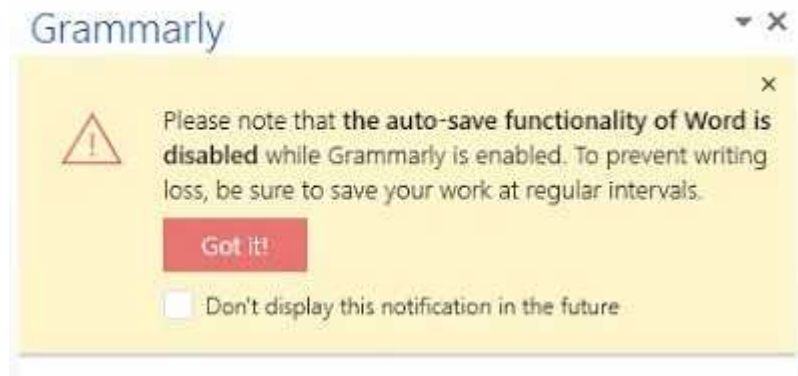 Grammarly
Please note that the auto-save functionality of Word is
disabled while Grammarly is enabled. To prevent writing
loss, be sure to save your work at regular intervals.
Got it!
Don't display this notification in the future